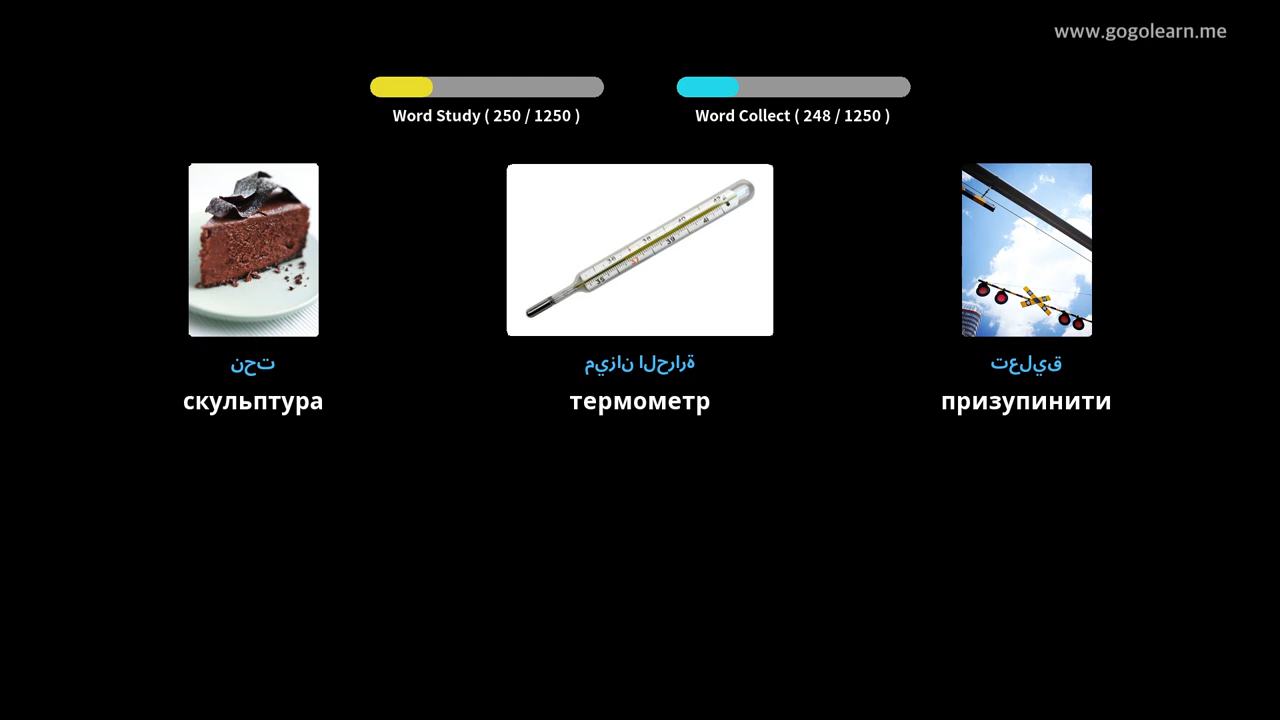 www.gogolearn.me
Word Study ( 250 / 1250 )
Word Collect ( 248 / 1250 )
نحت
ميزان الحرارة
تعليق
скульптура
термометр
призупинити